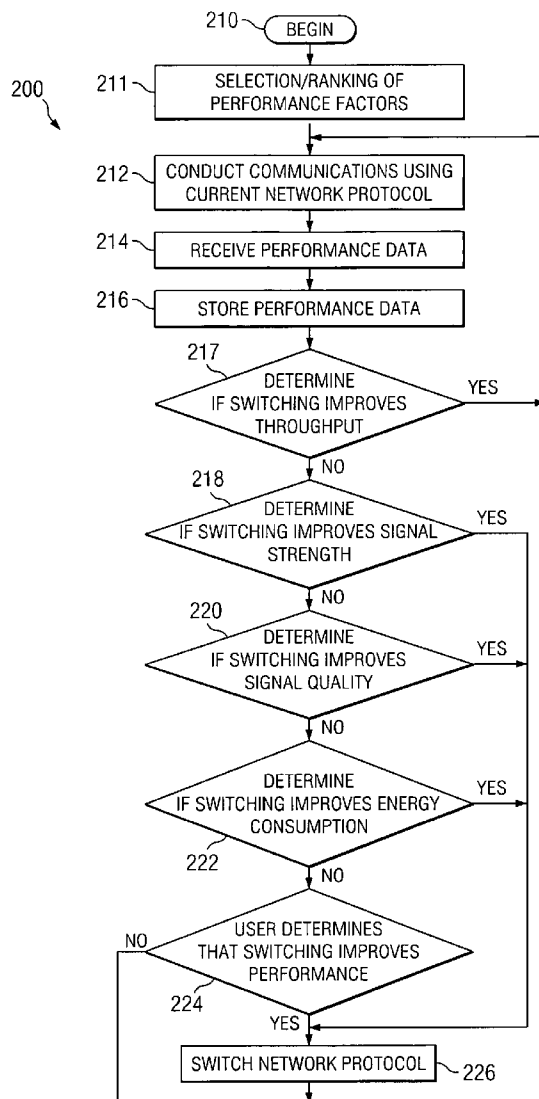 210
BEGIN
200
211
SELECTION/RANKING OF
PERFORMANCE FACTORS
212
CONDUCT COMMUNICATIONS USING
CURRENT NETWORK PROTOCOL
214
RECEIVE PERFORMANCE DATA
216
STORE PERFORMANCE DATA
217
DETERMINE
IF SWITCHING IMPROVES
THROUGHPUT
YES
NO
218
DETERMINE
IF SWITCHING IMPROVES SIGNAL
STRENGTH
YES
NO
220
DETERMINE
IF SWITCHING IMPROVES
SIGNAL QUALITY
YES
NO
DETERMINE
IF SWITCHING IMPROVES ENERGY
CONSUMPTION
YES
222
NO
NO
USER DETERMINES
THAT SWITCHING IMPROVES
PERFORMANCE
224
YES
SWITCH NETWORK PROTOCOL
226